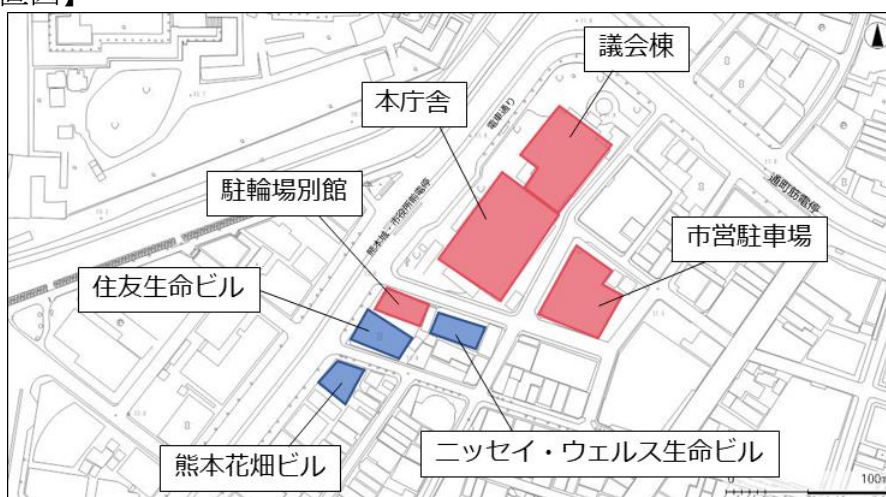 置図】
議会棟
本庁舎
電車通り
駐輪場別館
熊本城・市役所前電停
通町筋電停
市営駐車場
住友生命ビル
ニッセイ・ウェルス生命ビル
熊本花畑ビル
0
100m